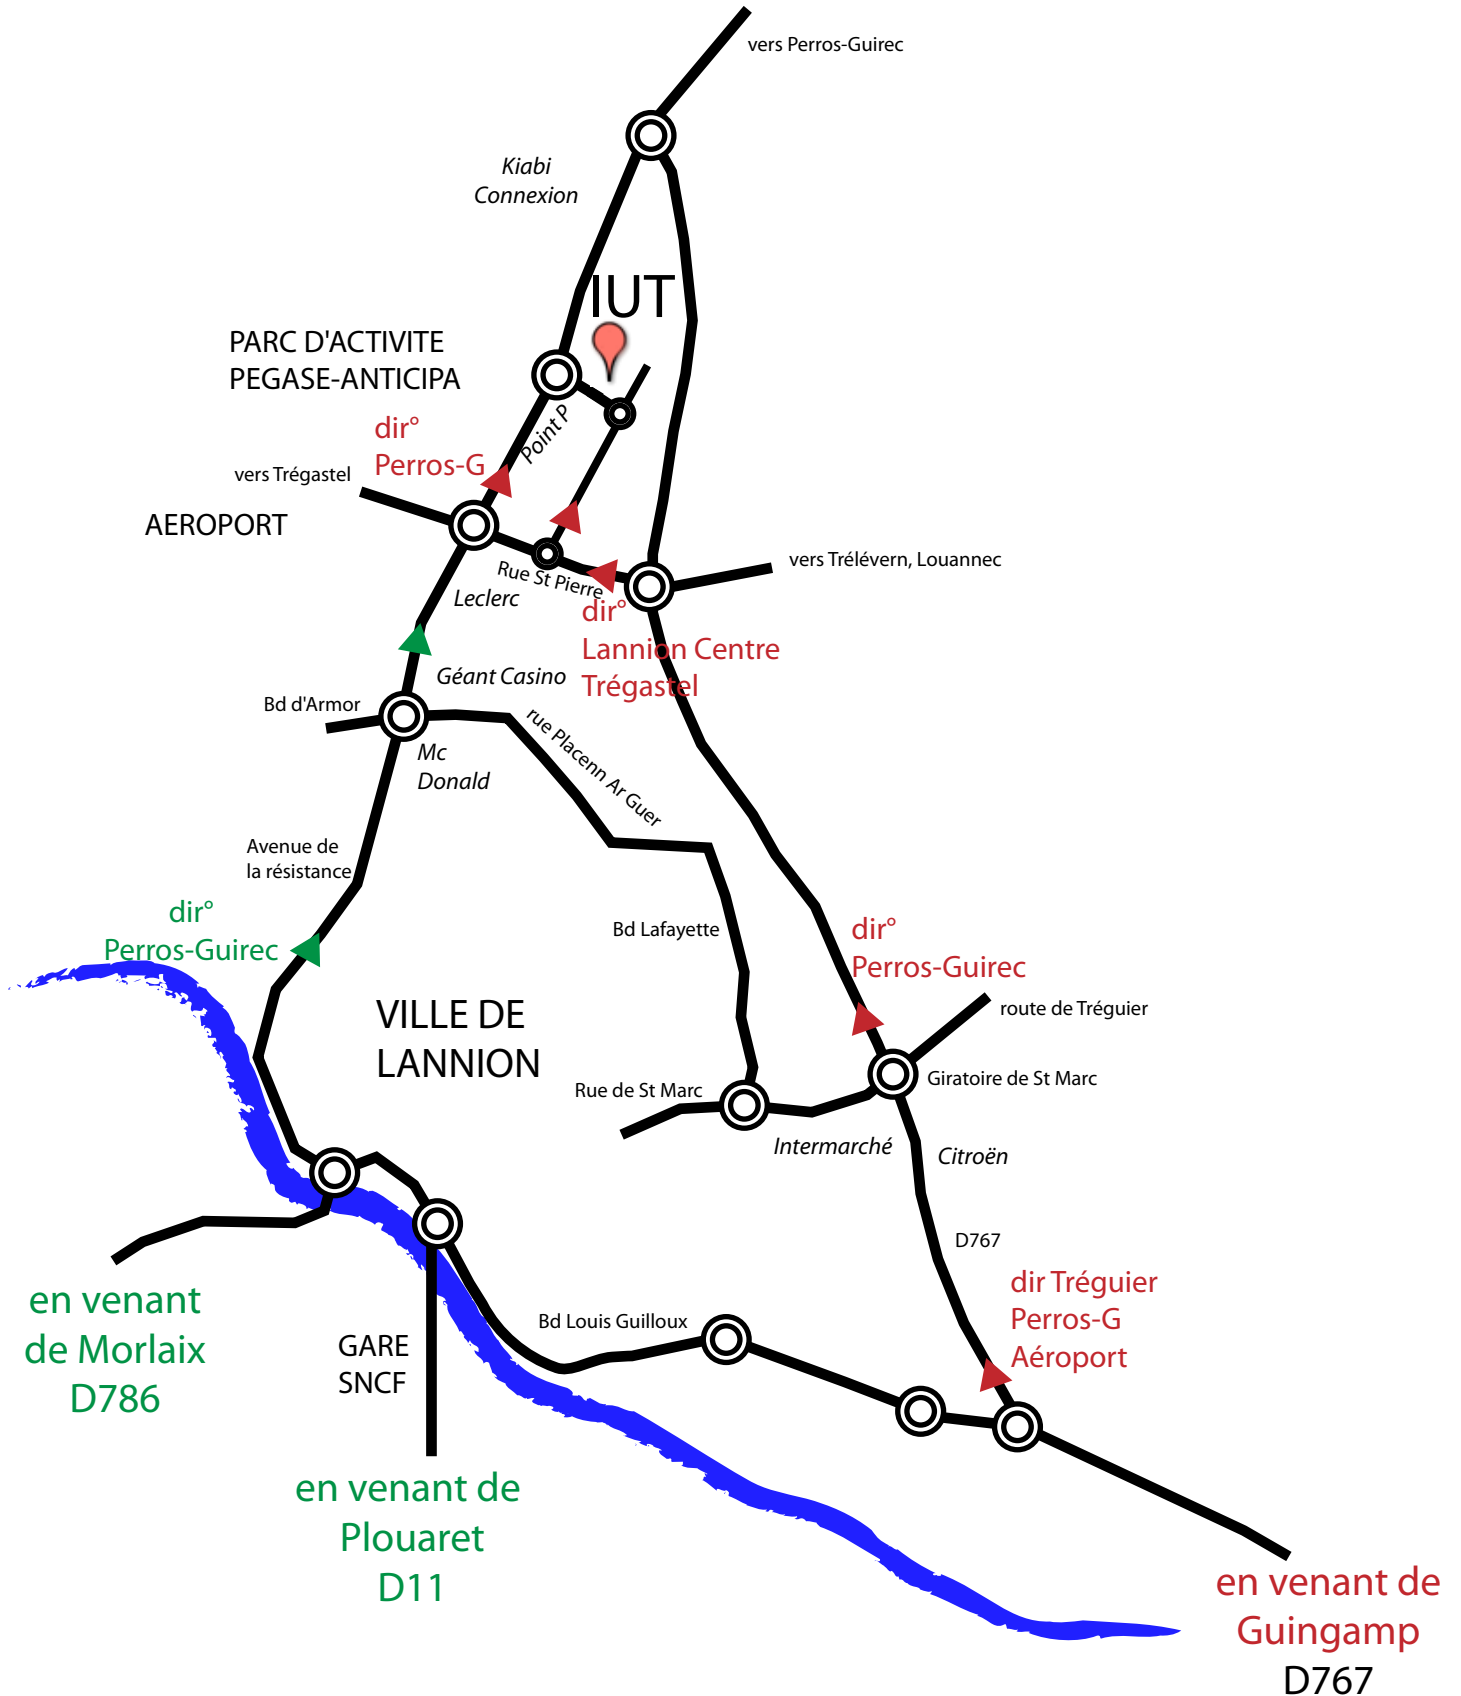 vers Perros-Guirec
Kiabi
Connexion
IUT
PARC D'ACTIVITE
PEGASE-ANTICIPA
dir°
Perros-G
Point P
vers Trégastel
AEROPORT
Rue St Pierre
vers Trélévern, Louannec
Leclerc
dir°
Lannion Centre
Trégastel
Géant Casino
Bd d'Armor
rue Placenn Ar Guer
Mc
Donald
Avenue de
la résistance
dir°
Perros-Guirec
Bd Lafayette
dir°
Perros-Guirec
VILLE DE
LANNION
route de Tréguier
Rue de St Marc
Giratoire de St Marc
Intermarché
Citroën
D767
dir Tréguier
Perros-G
Aéroport
en venant
de Morlaix
D786
Bd Louis Guilloux
GARE
SNCF
en venant de
Plouaret
D11
en venant de
Guingamp
D767